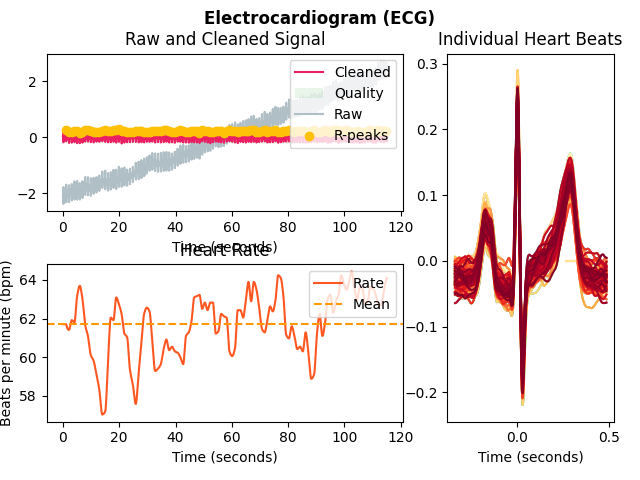 Electrocardiogram (ECG)
Raw and Cleaned Signal
Cleaned
Quality
Raw
R-peaks
2
0
−2
0
20
40
60
80
100
120
Time (seconds)
Heart Rate
Rate
Mean
Beats per minute (bpm)
64
62
60
58
0
20
40
60
80
100
120
Time (seconds)
Individual Heart Beats
0.3
0.2
0.1
0.0
−0.1
−0.2
0.0
0.5
Time (seconds)